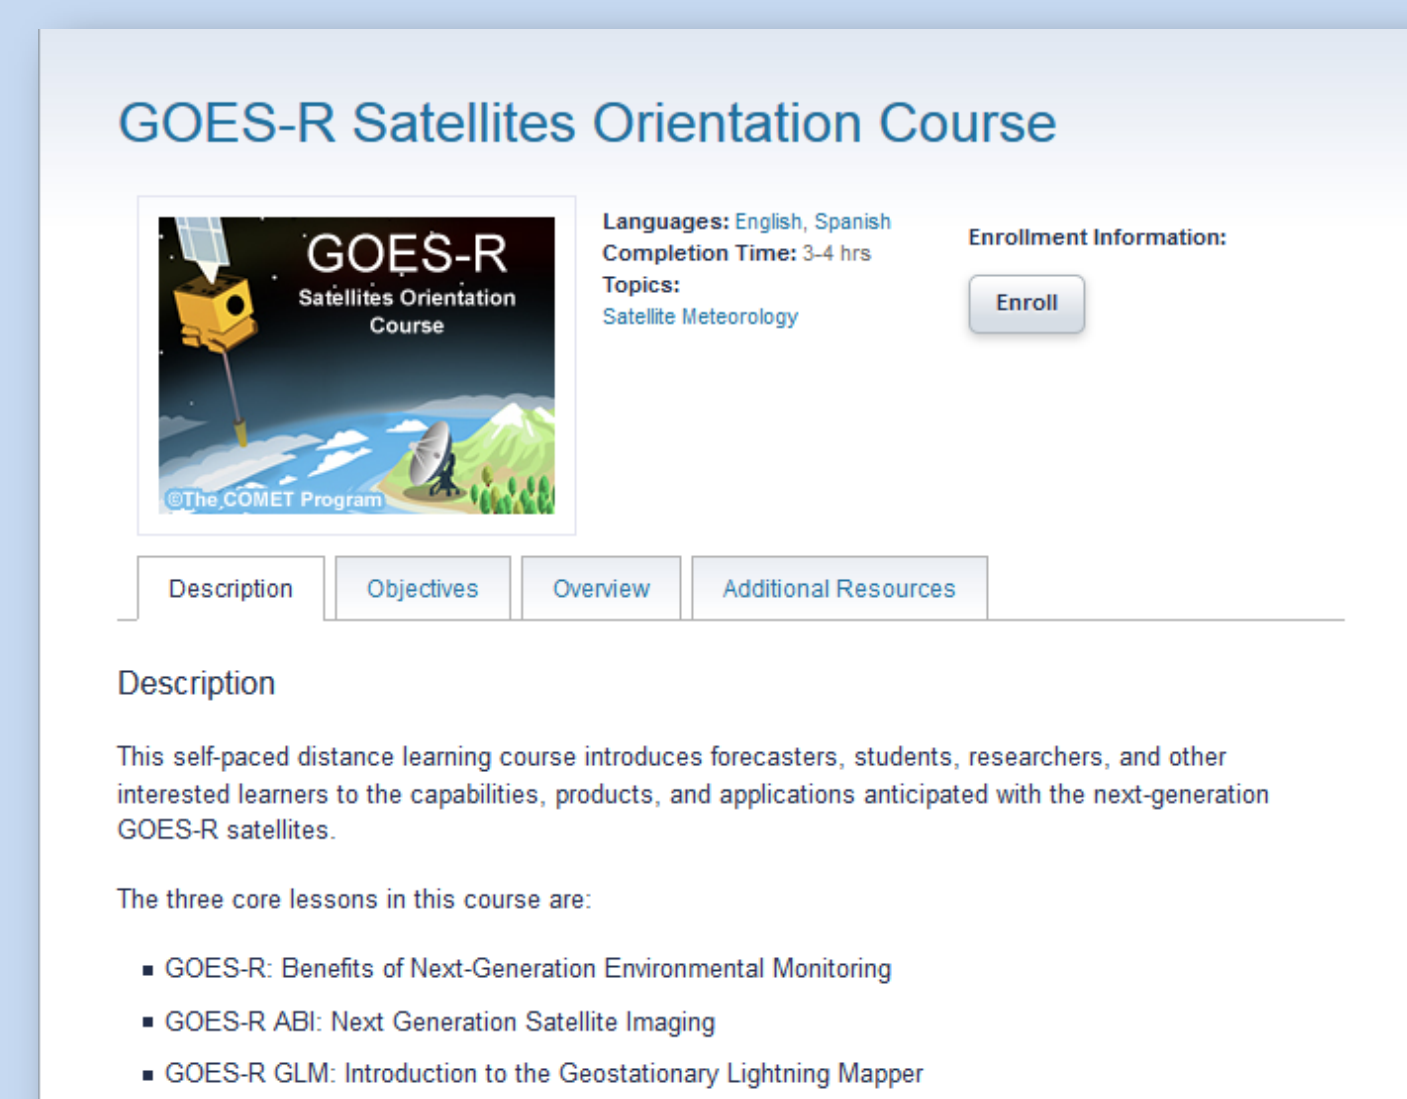 GOES-R Satellites Orientation Course
GOES-R
Satellites Orientation
Course
©The COMET Program
Languages: English, Spanish
Completion Time: 3-4 hrs
Topics:
Satellite Meteorology
Enrollment Information:
Enroll
Description
Objectives
Overview
Additional Resources
Description
This self-paced distance learning course introduces forecasters, students, researchers, and other
interested learners to the capabilities, products, and applications anticipated with the next-generation
GOES-R satellites.
The three core lessons in this course are:
▪ GOES-R: Benefits of Next-Generation Environmental Monitoring
▪ GOES-R ABI: Next Generation Satellite Imaging
▪ GOES-R GLM: Introduction to the Geostationary Lightning Mapper